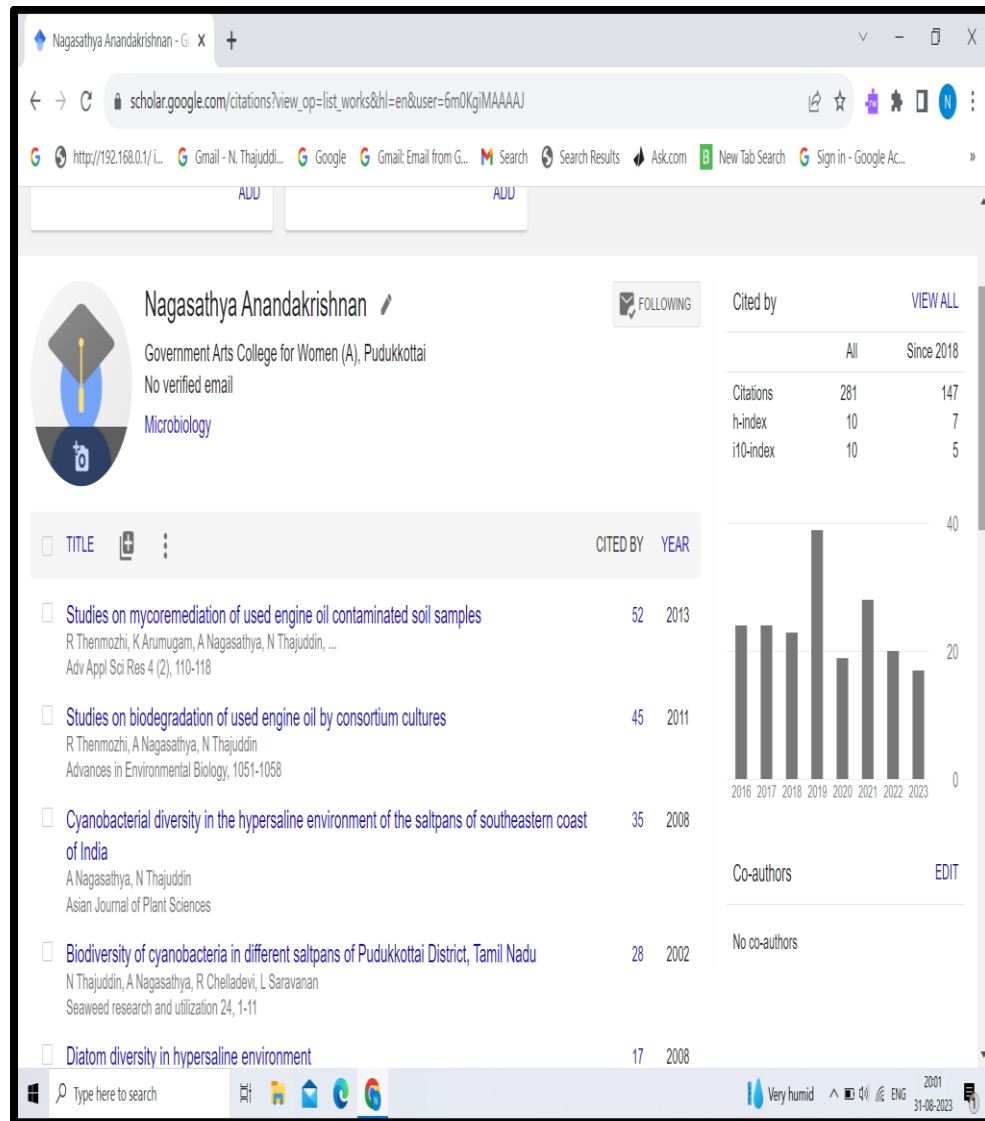 Nagasathya Anandakrishnan - Go
scholar.google.com/citations?view_op=list_works&hl=en&user=6m0KgiMAAAAJ
N
http://192.168.0.1/ i... Gmail - N. Thajuddi... Google Gmail: Email from G... Search Search Results Ask.com New Tab Search Sign in - Google Ac... »
ADD ADD
Nagasathya Anandakrishnan
FOLLOWING
Government Arts College for Women (A), Pudukkottai
No verified email
Microbiology
Cited by VIEW ALL
All Since 2018
Citations 281 147
h-index 10 7
i10-index 10 5
40
20
0
2016 2017 2018 2019 2020 2021 2022 2023
Co-authors EDIT
No co-authors
TITLE CITED BY YEAR
Studies on mycoremediation of used engine oil contaminated soil samples 52 2013
R Thenmozhi, K Arumugam, A Nagasathya, N Thajuddin, ...
Adv Appl Sci Res 4 (2), 110-118
Studies on biodegradation of used engine oil by consortium cultures 45 2011
R Thenmozhi, A Nagasathya, N Thajuddin
Advances in Environmental Biology, 1051-1058
Cyanobacterial diversity in the hypersaline environment of the saltpans of southeastern coast 35 2008
of India
A Nagasathya, N Thajuddin
Asian Journal of Plant Sciences
Biodiversity of cyanobacteria in different saltpans of Pudukkottai District, Tamil Nadu 28 2002
N Thajuddin, A Nagasathya, R Chelladevi, L Saravanan
Seaweed research and utilization 24, 1-11
Diatom diversity in hypersaline environment 17 2008
Type here to search
Very humid ENG 20:01
31-08-2023
1